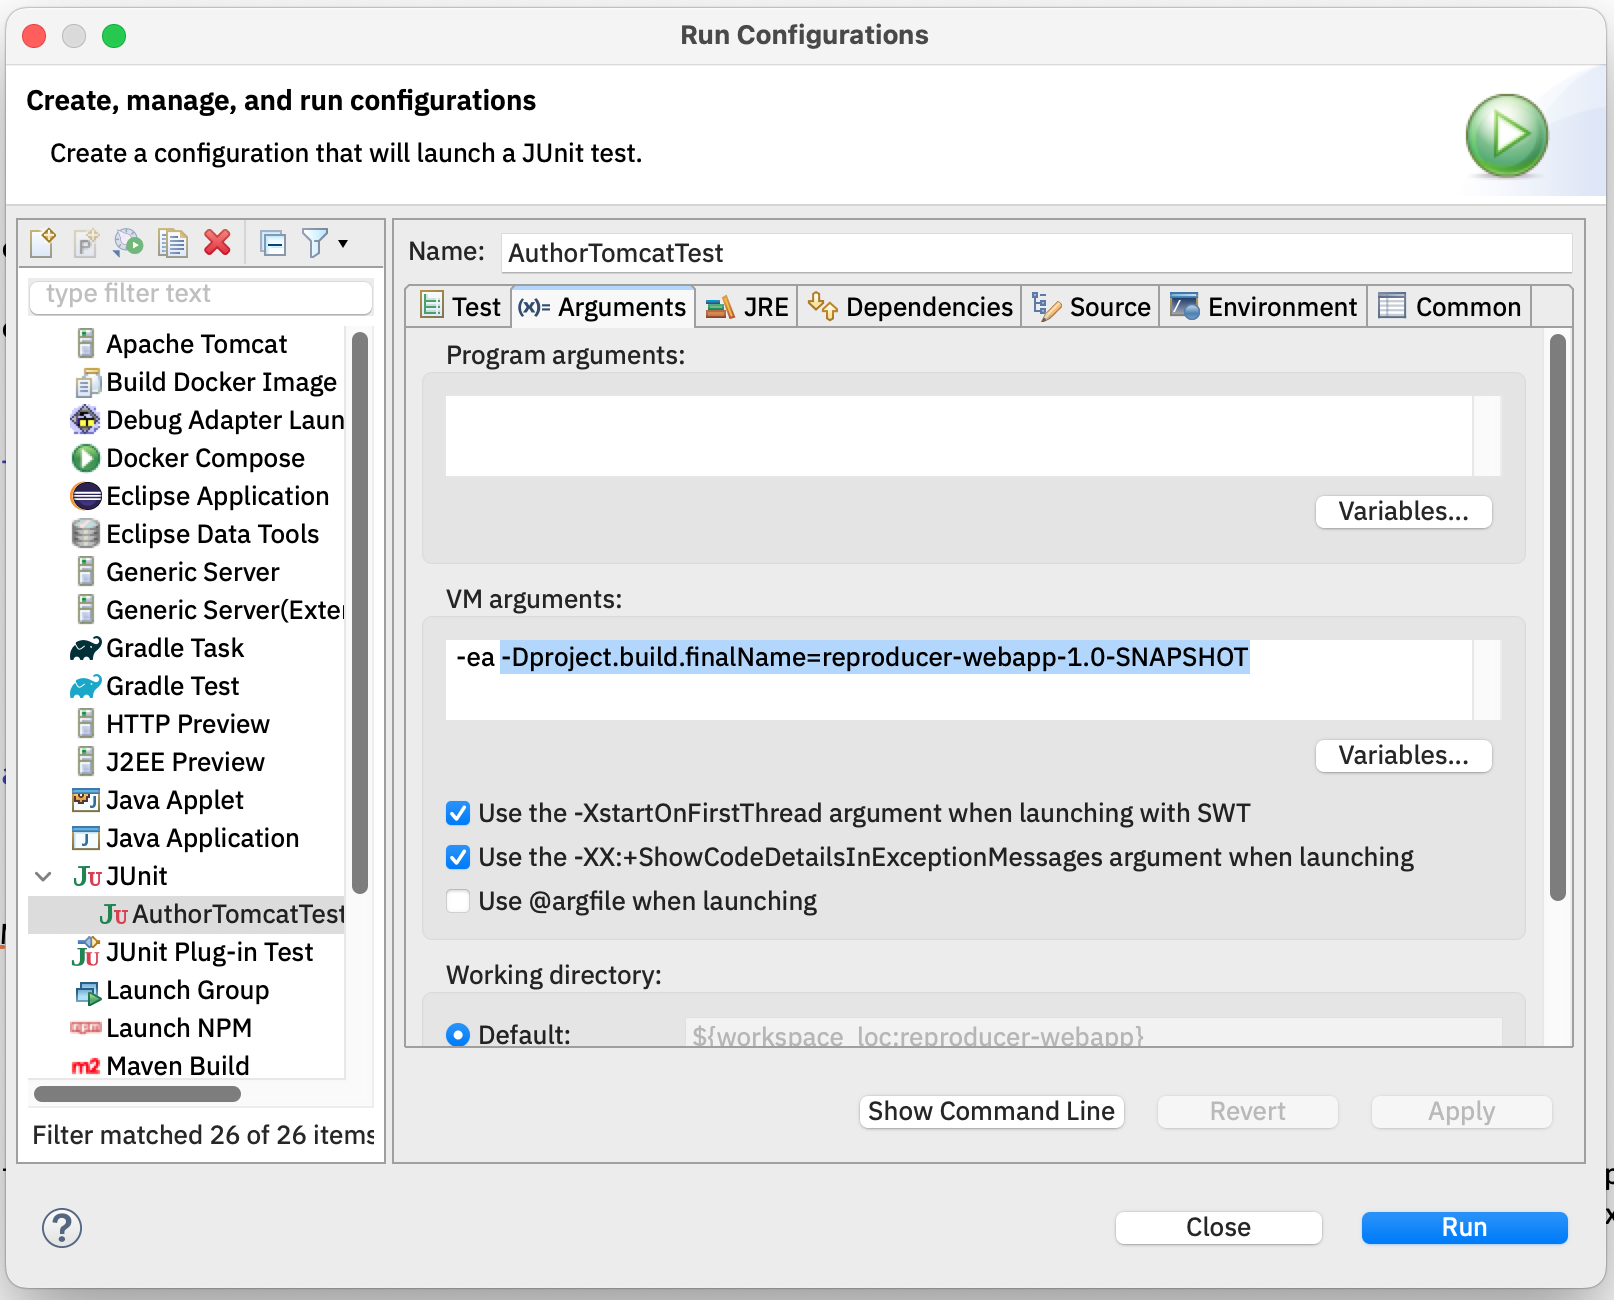 Run Configurations
Create, manage, and run configurations
Create a configuration that will launch a JUnit test.
type filter text
Apache Tomcat
Build Docker Image
Debug Adapter Laun
Docker Compose
Eclipse Application
Eclipse Data Tools
Generic Server
Generic Server(Exter
Gradle Task
Gradle Test
HTTP Preview
J2EE Preview
Java Applet
Java Application
JUnit
AuthorTomcatTest
JUnit Plug-in Test
Launch Group
Launch NPM
Maven Build
Filter matched 26 of 26 items
Name: AuthorTomcatTest
Test (x)= Arguments JRE Dependencies Source Environment Common
Program arguments:
Variables...
VM arguments:
-ea -Dproject.build.finalName=reproducer-webapp-1.0-SNAPSHOT
Variables...
Use the -XstartOnFirstThread argument when launching with SWT
Use the -XX:+ShowCodeDetailsInExceptionMessages argument when launching
Use @argfile when launching
Working directory:
Default: ${workspace_loc:reproducer-webapp}
Show Command Line Revert Apply
? Close Run